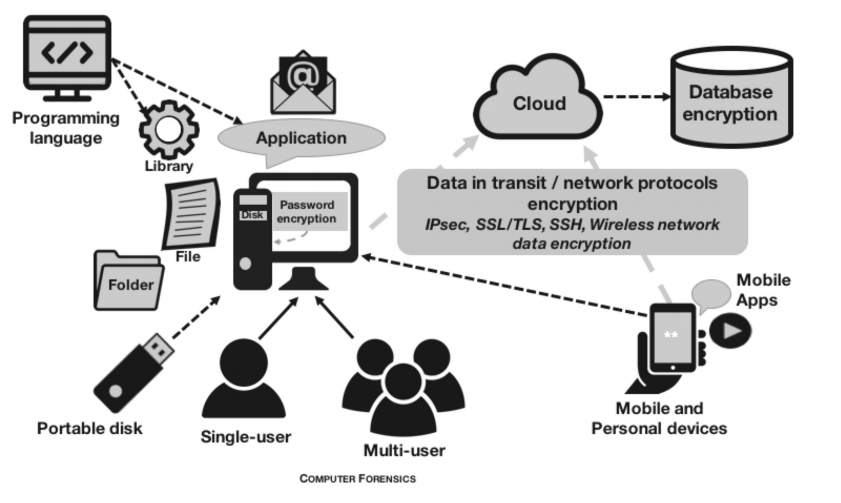 </>
Programming
language
Library
@
Application
Cloud
Database
encryption
Data in transit / network protocols
encryption
IPsec, SSL/TLS, SSH, Wireless network
data encryption
Disk
Password
encryption
File
Folder
Mobile
Apps
**
Portable disk
Single-user
Multi-user
Mobile and
Personal devices
COMPUTER FORENSICS